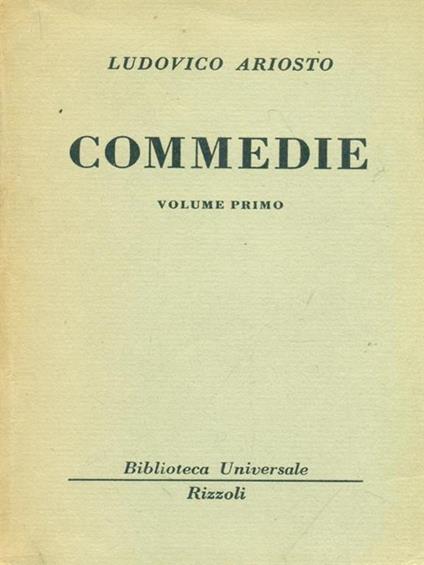 LUDOVICO ARIOSTO
COMMEDIE
VOLUME PRIMO
Biblioteca Universale
Rizzoli